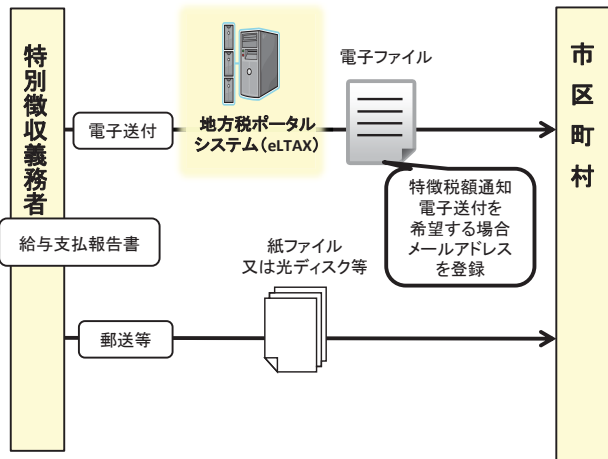 特別徴収義務者
電子送付
地方税ポータル
システム(eLTAX)
電子ファイル
市区町村
特徴税額通知
電子送付を
希望する場合
メールアドレス
を登録
給与支払報告書
紙ファイル
又は光ディスク等
郵送等